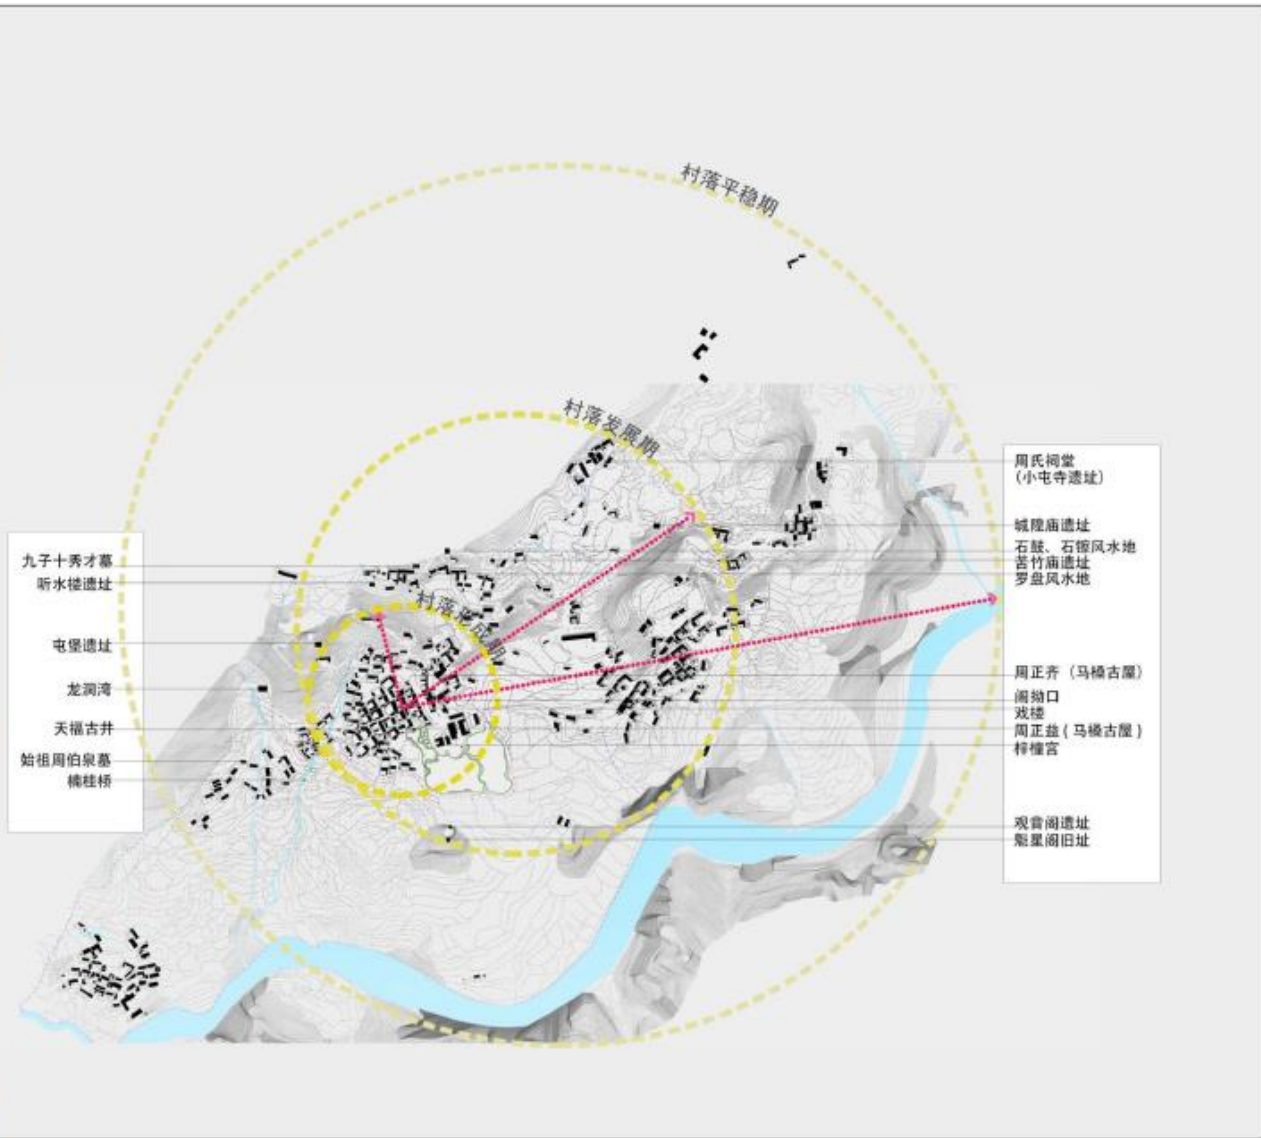 村落平稳期
村落发展期
村落形成期
九子十秀才墓
听水楼遗址
屯堡遗址
龙洞湾
天福古井
始祖周伯泉墓
楠桂桥
周氏祠堂
（小屯寺遗址）
城隍庙遗址
石鼓、石锣风水地
苦竹庙遗址
罗盘风水地
周正齐（马桑古屋）
阁拗口
戏楼
周正益（马桑古屋）
梓橦宫
观音阁遗址
魁星阁旧址